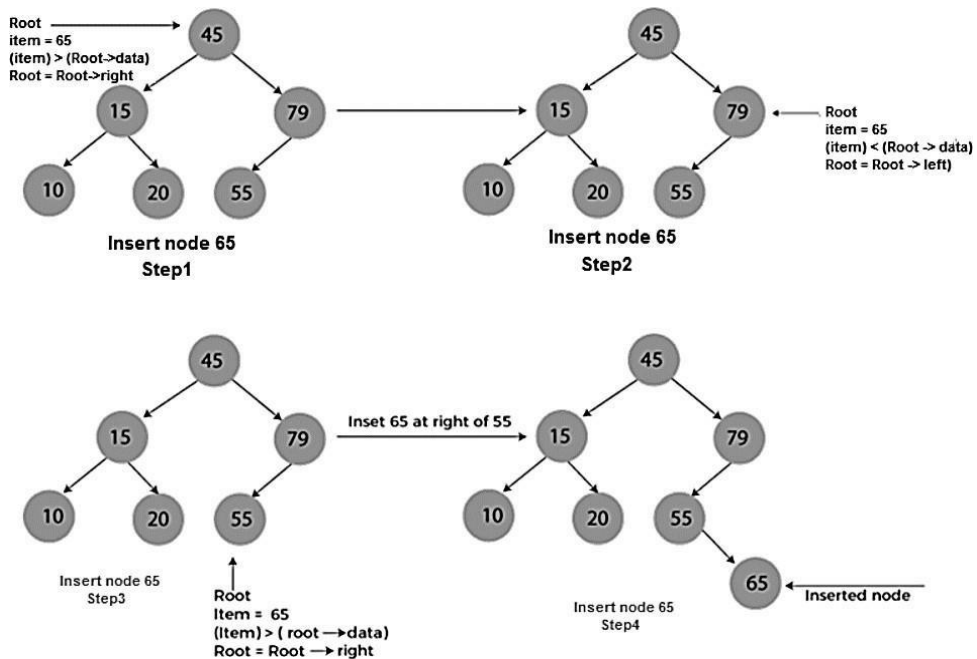 Root
item = 65
(item) > (Root->data)
Root = Root->right
45
15
79
10
20
55
Insert node 65
Step1
45
15
79
10
20
55
Root
item = 65
(item) < (Root -> data)
Root = Root -> left)
Insert node 65
Step2
45
15
79
10
20
55
Insert node 65
Step3
Root
Item = 65
(Item) > ( root →data)
Root = Root → right
Inset 65 at right of 55
45
15
79
10
20
55
65
Inserted node
Insert node 65
Step4